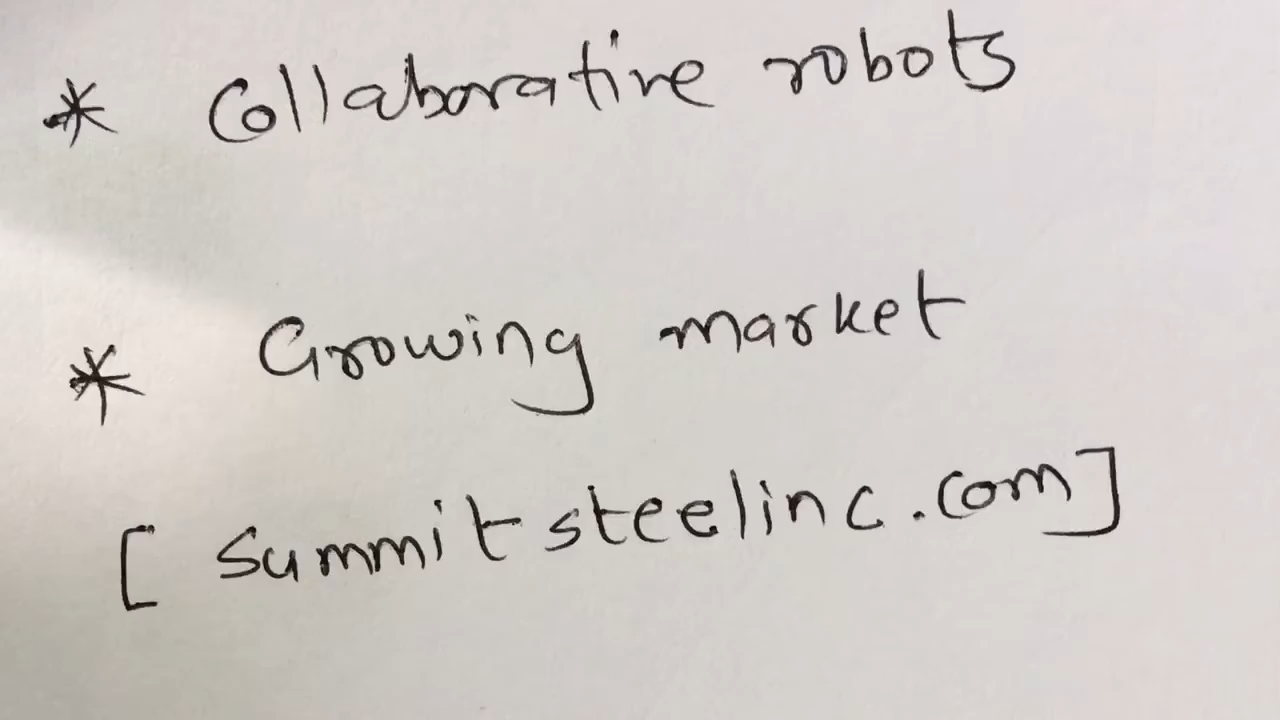 * Collaborative robots
* Growing market
[ Summitsteelinc.com ]